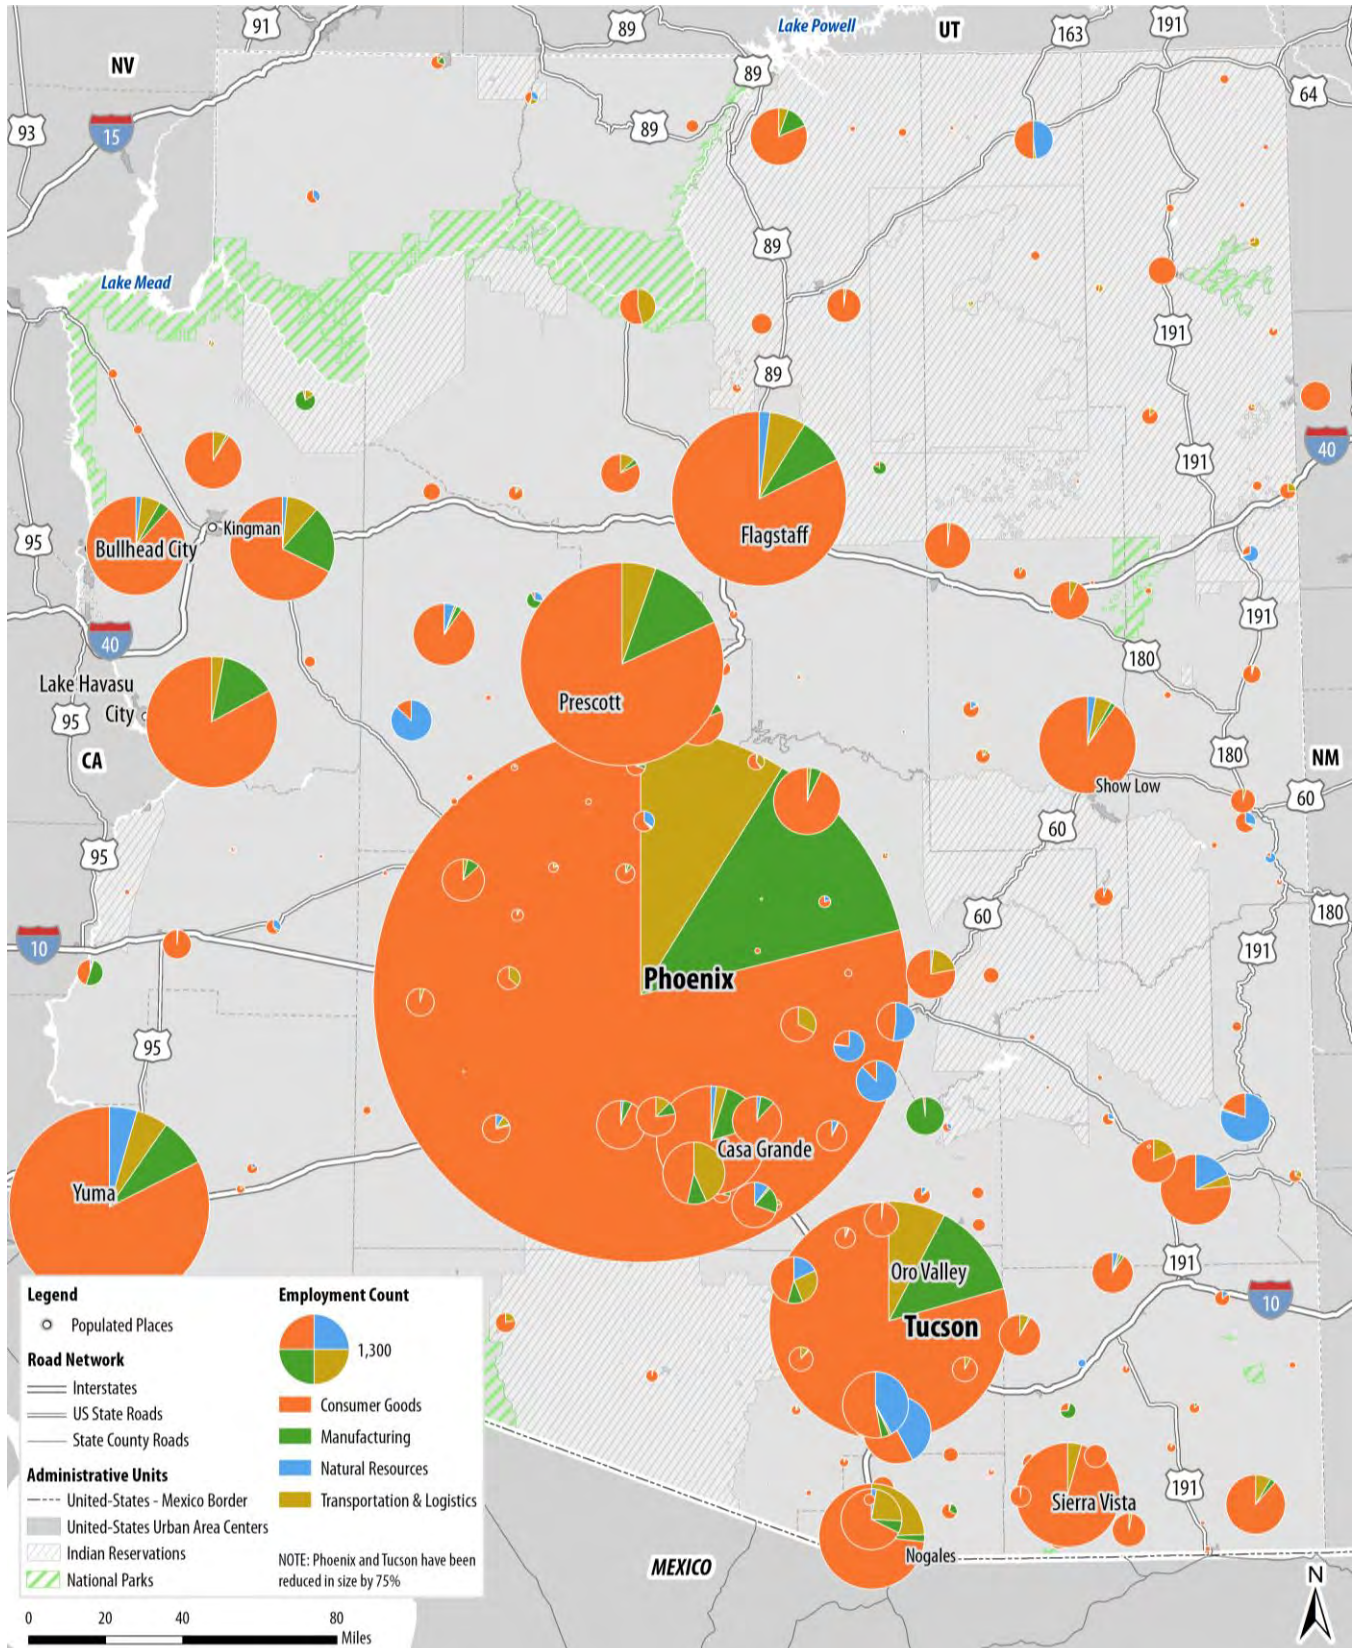 91
89
Lake Powell
UT
163
191
NV
89
64
93
15
89
89
Lake Mead
191
89
40
191
95
Kingman
Bullhead City
Flagstaff
191
40
180
Lake Havasu
City
95
Prescott
180
NM
CA
Show Low
60
60
95
60
180
10
191
Phoenix
95
Casa Grande
Yuma
191
10
Oro Valley
Tucson
Legend
Populated Places
Road Network
Interstates
US State Roads
State County Roads
Administrative Units
United-States - Mexico Border
United-States Urban Area Centers
Indian Reservations
National Parks
Employment Count
1,300
Consumer Goods
Manufacturing
Natural Resources
Transportation & Logistics
NOTE: Phoenix and Tucson have been
reduced in size by 75%
191
Sierra Vista
Nogales
MEXICO
N
0 20 40 80
Miles